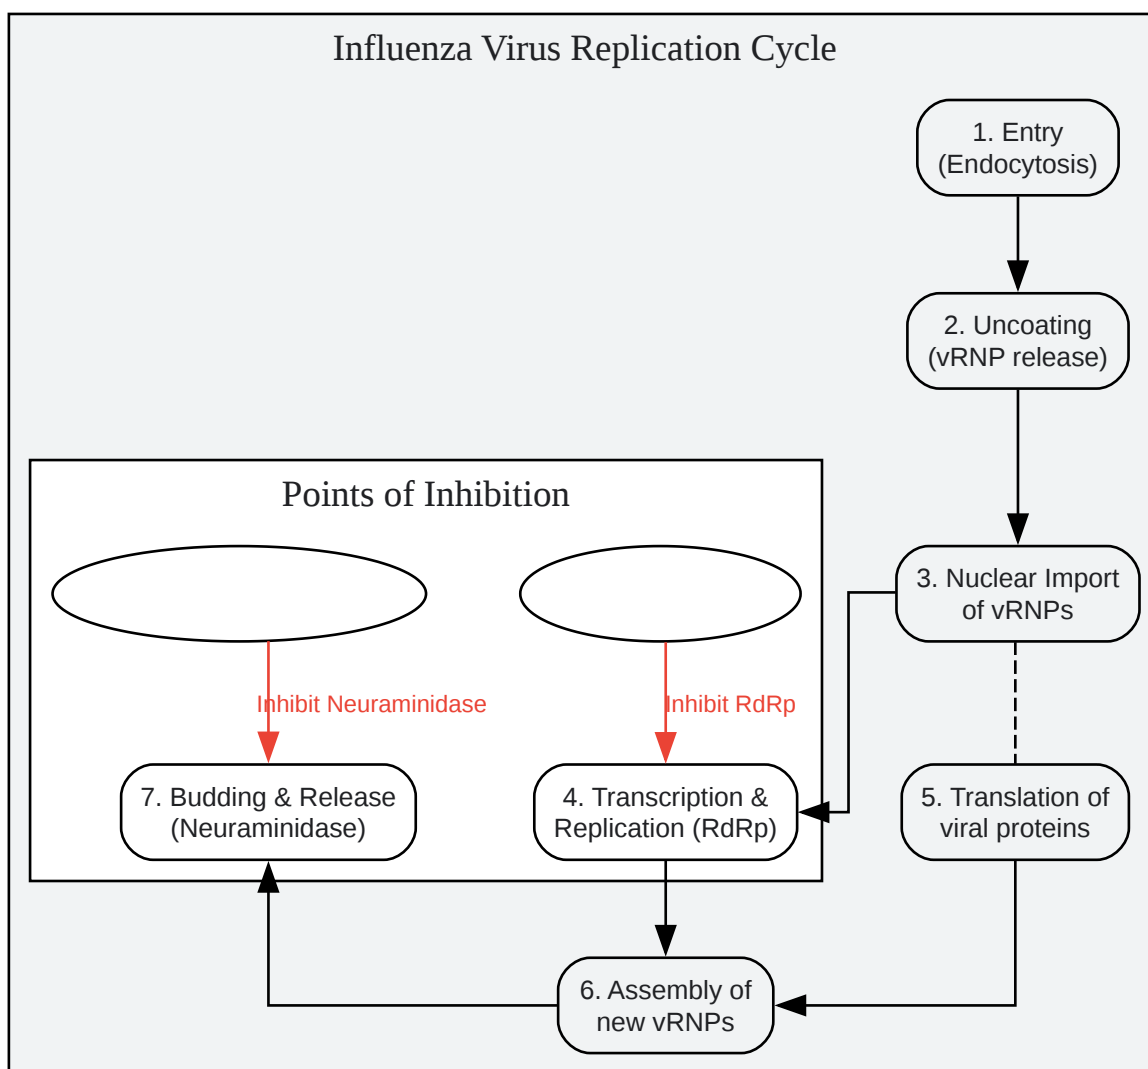 Influenza Virus Replication Cycle
1. Entry
(Endocytosis)
2. Uncoating
(vRNP release)
Points of Inhibition
3. Nuclear Import
of vRNPs
Inhibit Neuraminidase
Inhibit RdRp
7. Budding & Release
(Neuraminidase)
4. Transcription &
Replication (RdRp)
5. Translation of
viral proteins
6. Assembly of
new vRNPs